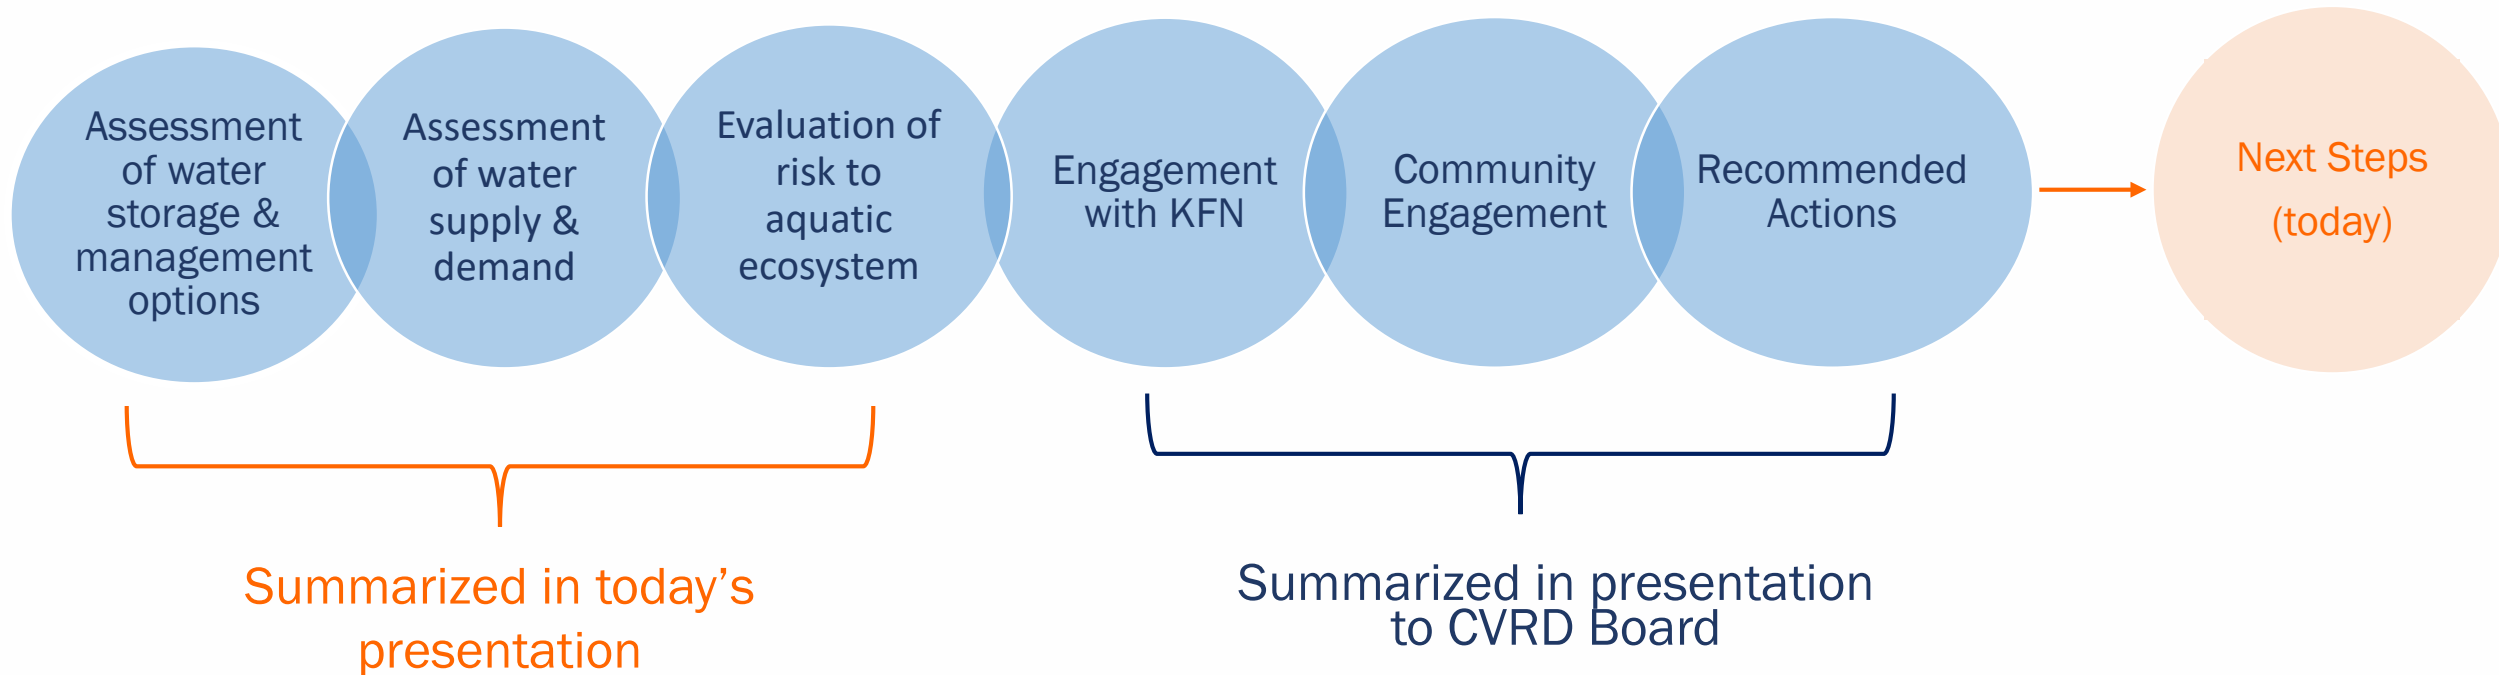 Assessment
of water
storage &
management
options
Assessment
of water
supply &
demand
Evaluation of
risk to
aquatic
ecosystem
Engagement
with KFN
Community
Engagement
Recommended
Actions
Next Steps
(today)
Summarized in today’s
presentation
Summarized in presentation
to CVRD Board